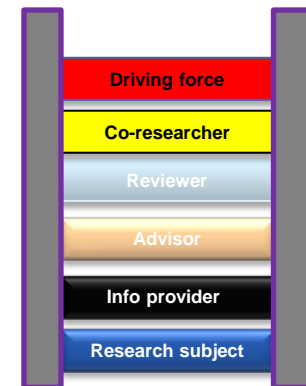 Driving force
Co-researcher
Reviewer
Advisor
Info provider
Research subject